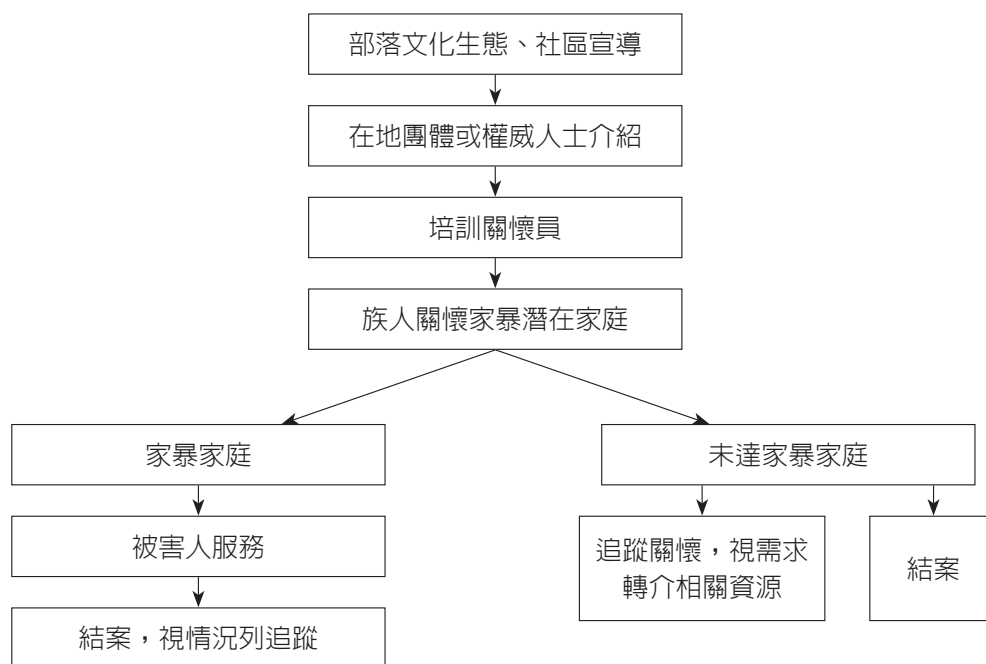 部落文化生態、社區宣導
在地團體或權威人士介紹
培訓關懷員
族人關懷家暴潛在家庭
家暴家庭
未達家暴家庭
被害人服務
追蹤關懷，視需求
轉介相關資源
結案
結案，視情況列追蹤